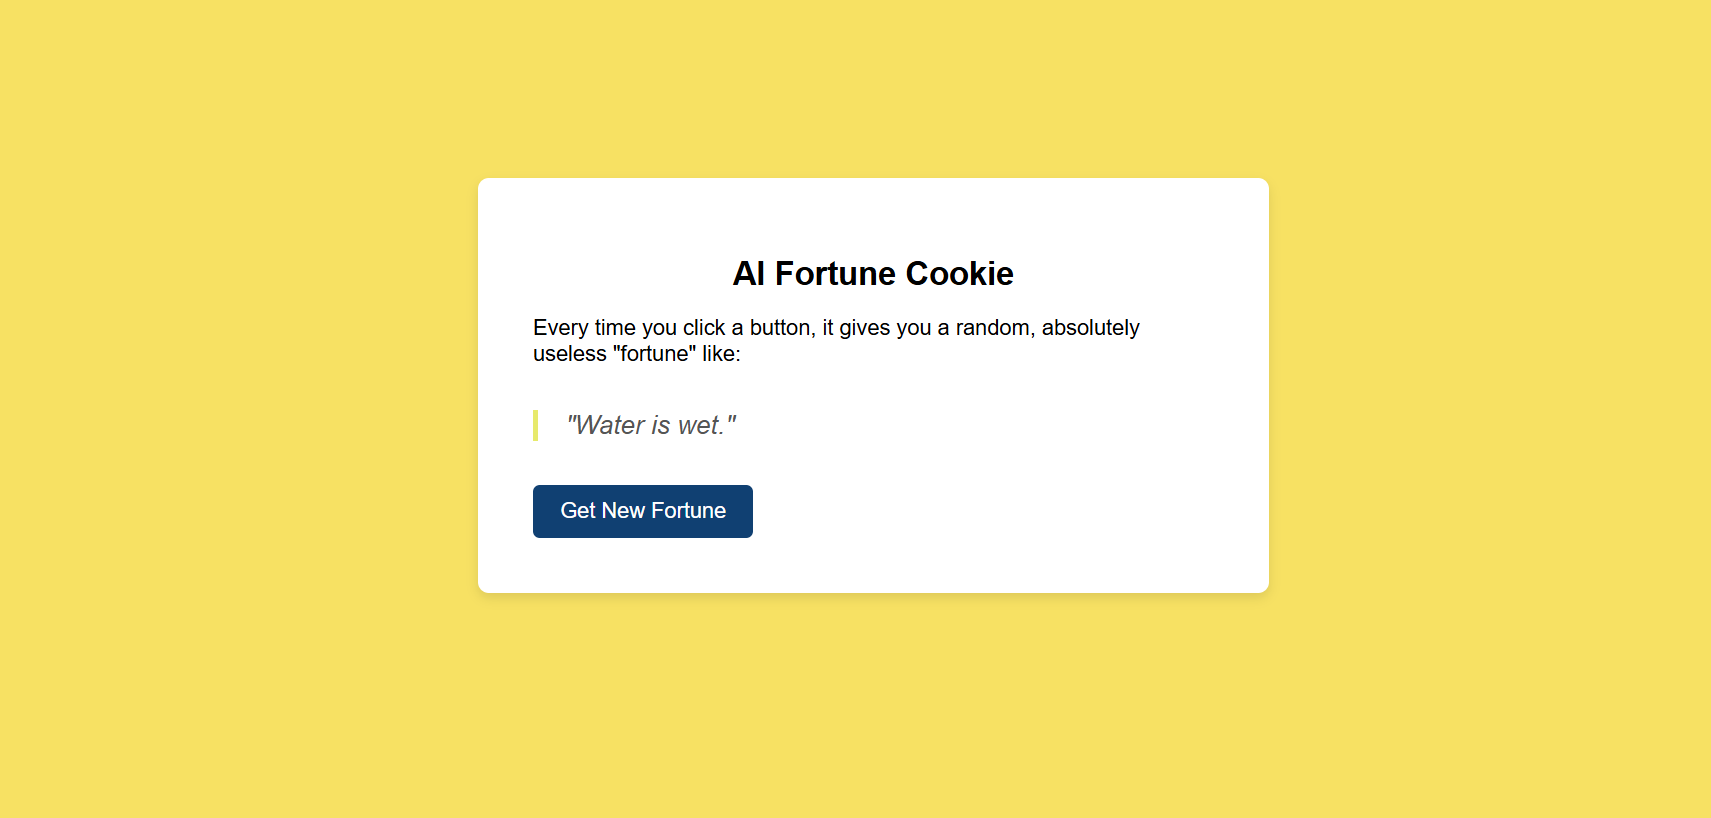 AI Fortune Cookie
Every time you click a button, it gives you a random, absolutely
useless "fortune" like:
"Water is wet."
Get New Fortune